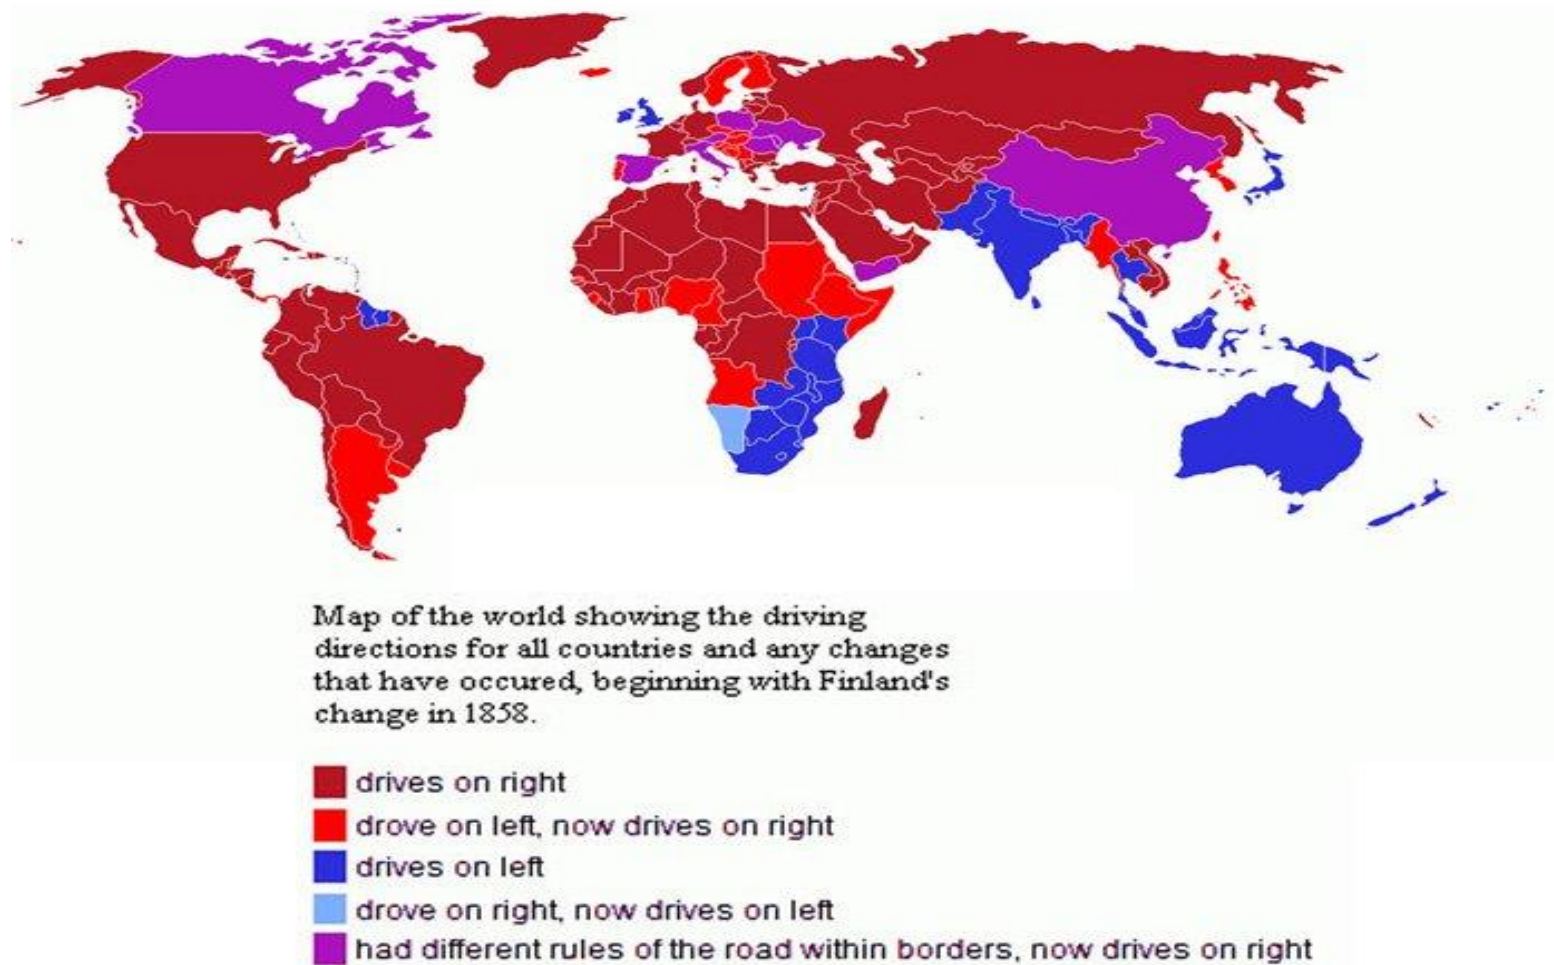 Map of the world showing the driving
directions for all countries and any changes
that have occured, beginning with Finland's
change in 1858.
drives on right
drove on left, now drives on right
drives on left
drove on right, now drives on left
had different rules of the road within borders, now drives on right